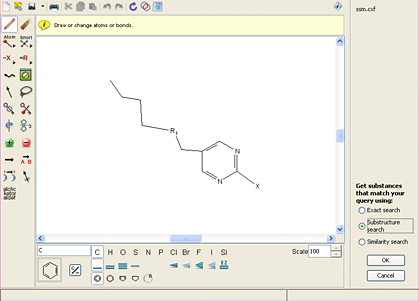 ssm.cxf
Draw or change atoms or bonds.
Atom
Short
-X
-R
A B
R1
N
N
X
Get substances
that match your
query using:
Exact search
Substructure
search
Similarity search
OK
Cancel
C
C H O S N P Cl Br F I Si
Scale 100